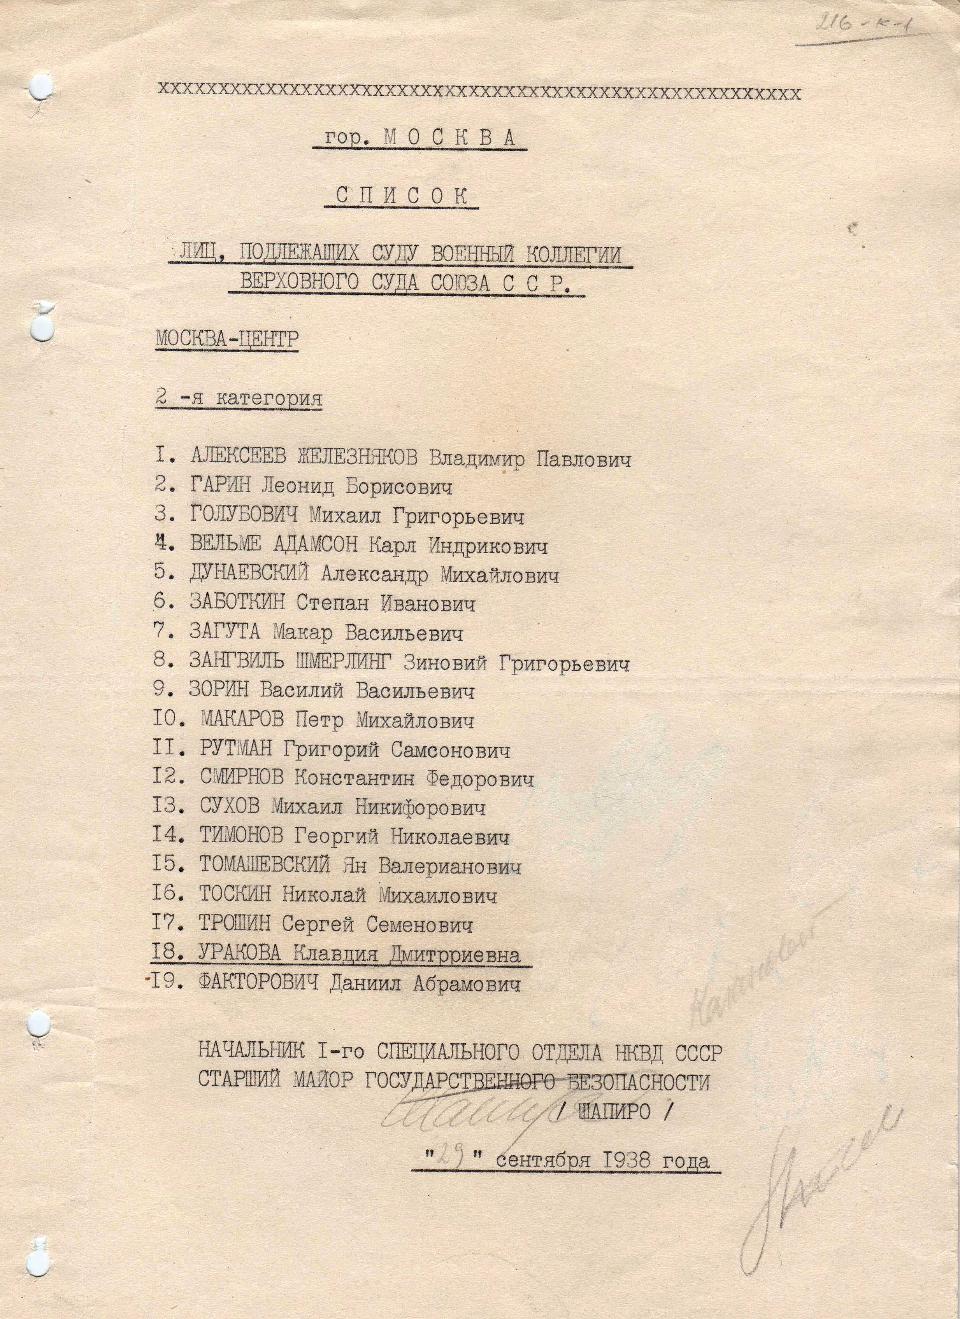 216-к-1
ХХХХХХХХХХХХХХХХХХХХХХХХХХХХХХХХХХХХХХХХХХХХХХХХХХХХХХ
гор. М О С К В А
С П И С О К
ЛИЦ, ПОДЛЕЖАЩИХ СУДУ ВОЕННЫЙ КОЛЛЕГИИ
ВЕРХОВНОГО СУДА СОЮЗА С С Р.
МОСКВА-ЦЕНТР
2 -я категория
I. АЛЕКСЕЕВ ЖЕЛЕЗНЯКОВ Владимир Павлович
2. ГАРИН Леонид Борисович
3. ГОЛУБОВИЧ Михаил Григорьевич
4. ВЕЛЬМЕ АДАМСОН Карл Индрикович
5. ДУНАЕВСКИЙ Александр Михайлович
6. ЗАБОТКИН Степан Иванович
7. ЗАГУТА Макар Васильевич
8. ЗАНГВИЛЬ ШМЕРЛИНГ Зиновий Григорьевич
9. ЗОРИН Василий Васильевич
I0. МАКАРОВ Петр Михайлович
II. РУТМАН Григорий Самсонович
I2. СМИРНОВ Константин Федорович
I3. СУХОВ Михаил Никифорович
I4. ТИМОНОВ Георгий Николаевич
I5. ТОМАШЕВСКИЙ Ян Валерианович
I6. ТОСКИН Николай Михаилович
I7. ТРОШИН Сергей Семенович
I8. УРАКОВА Клавдия Дмитрриевна
I9. ФАКТОРОВИЧ Даниил Абрамович
НАЧАЛЬНИК I-го СПЕЦИАЛЬНОГО ОТДЕЛА НКВД СССР
СТАРШИЙ МАЙОР ГОСУДАРСТВЕННОГО БЕЗОПАСНОСТИ
/ ШАПИРО /
"29" сентября I938 года